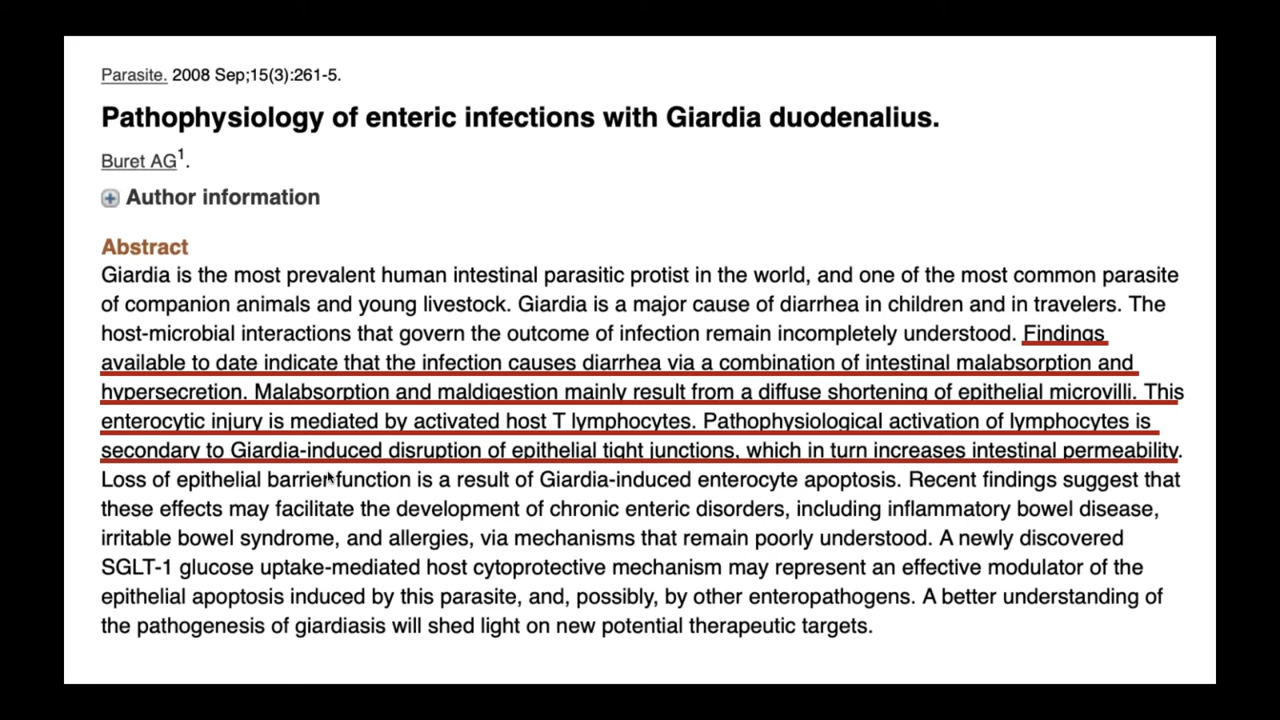 Parasite. 2008 Sep;15(3):261-5.
Pathophysiology of enteric infections with Giardia duodenalius.
Buret AG1.
Author information
Abstract
Giardia is the most prevalent human intestinal parasitic protist in the world, and one of the most common parasite
of companion animals and young livestock. Giardia is a major cause of diarrhea in children and in travelers. The
host-microbial interactions that govern the outcome of infection remain incompletely understood. Findings
available to date indicate that the infection causes diarrhea via a combination of intestinal malabsorption and
hypersecretion. Malabsorption and maldigestion mainly result from a diffuse shortening of epithelial microvilli. This
enterocytic injury is mediated by activated host T lymphocytes. Pathophysiological activation of lymphocytes is
secondary to Giardia-induced disruption of epithelial tight junctions, which in turn increases intestinal permeability.
Loss of epithelial barrier function is a result of Giardia-induced enterocyte apoptosis. Recent findings suggest that
these effects may facilitate the development of chronic enteric disorders, including inflammatory bowel disease,
irritable bowel syndrome, and allergies, via mechanisms that remain poorly understood. A newly discovered
SGLT-1 glucose uptake-mediated host cytoprotective mechanism may represent an effective modulator of the
epithelial apoptosis induced by this parasite, and, possibly, by other enteropathogens. A better understanding of
the pathogenesis of giardiasis will shed light on new potential therapeutic targets.